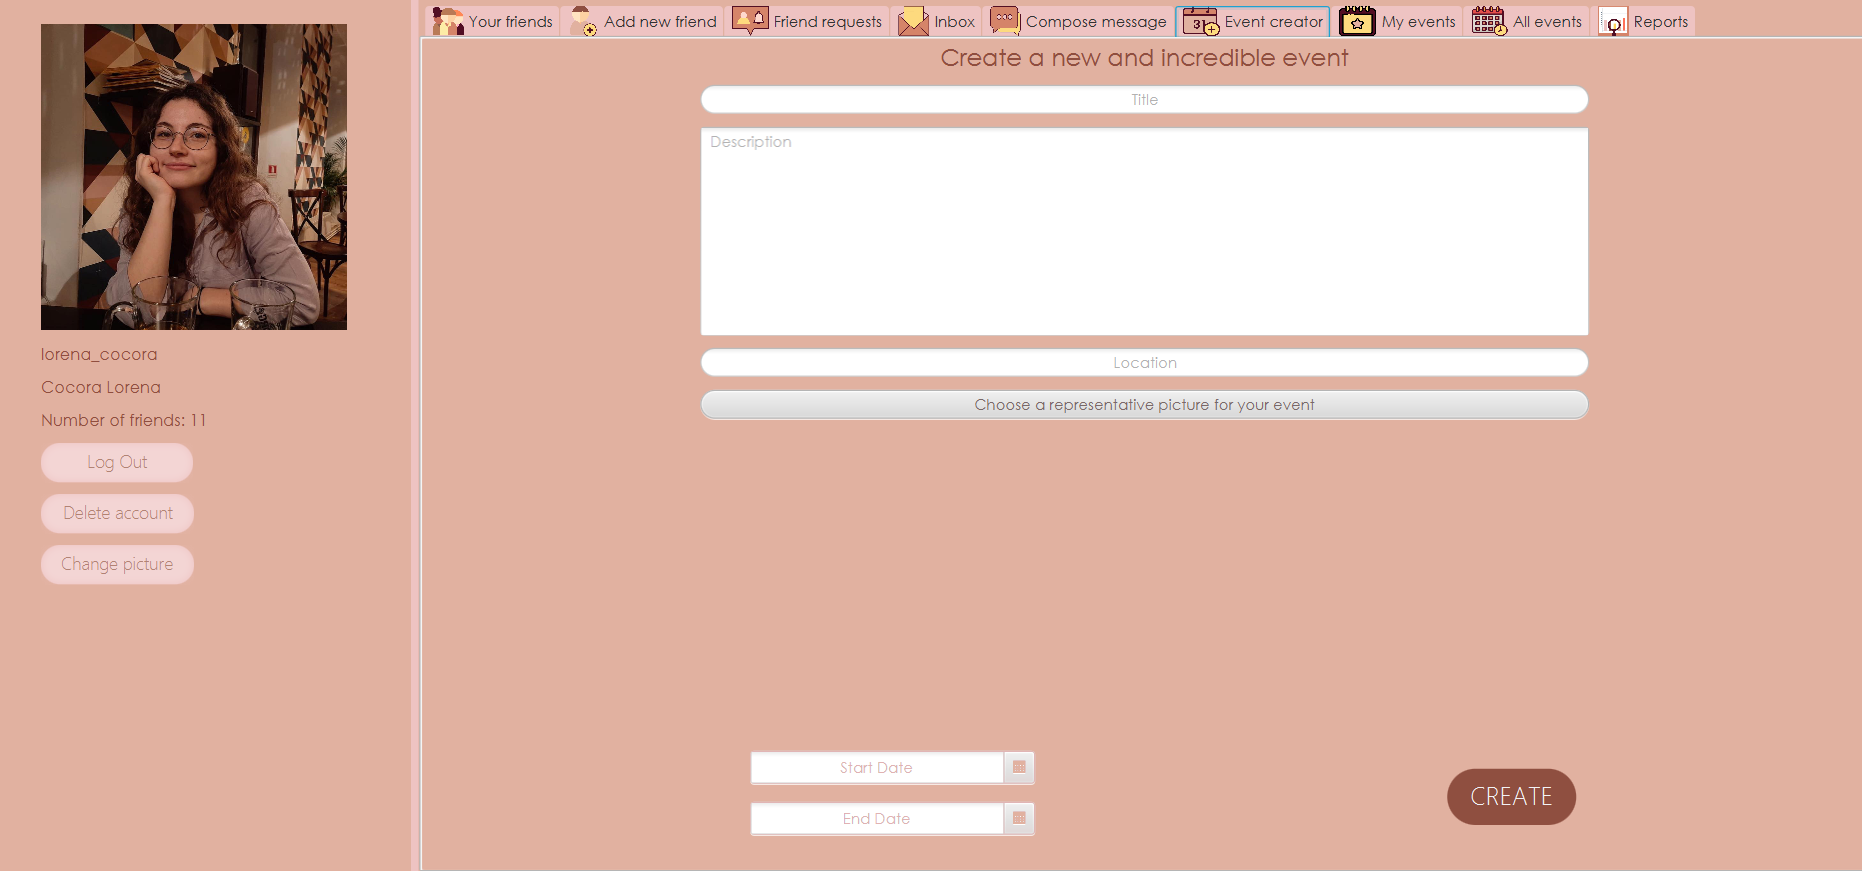 Your friends
Add new friend
Friend requests
Inbox
Compose message
31
Event creator
My events
All events
Reports
lorena_cocora
Cocora Lorena
Number of friends: 11
Log Out
Delete account
Change picture
Create a new and incredible event
Title
Description
Location
Choose a representative picture for your event
Start Date
End Date
CREATE